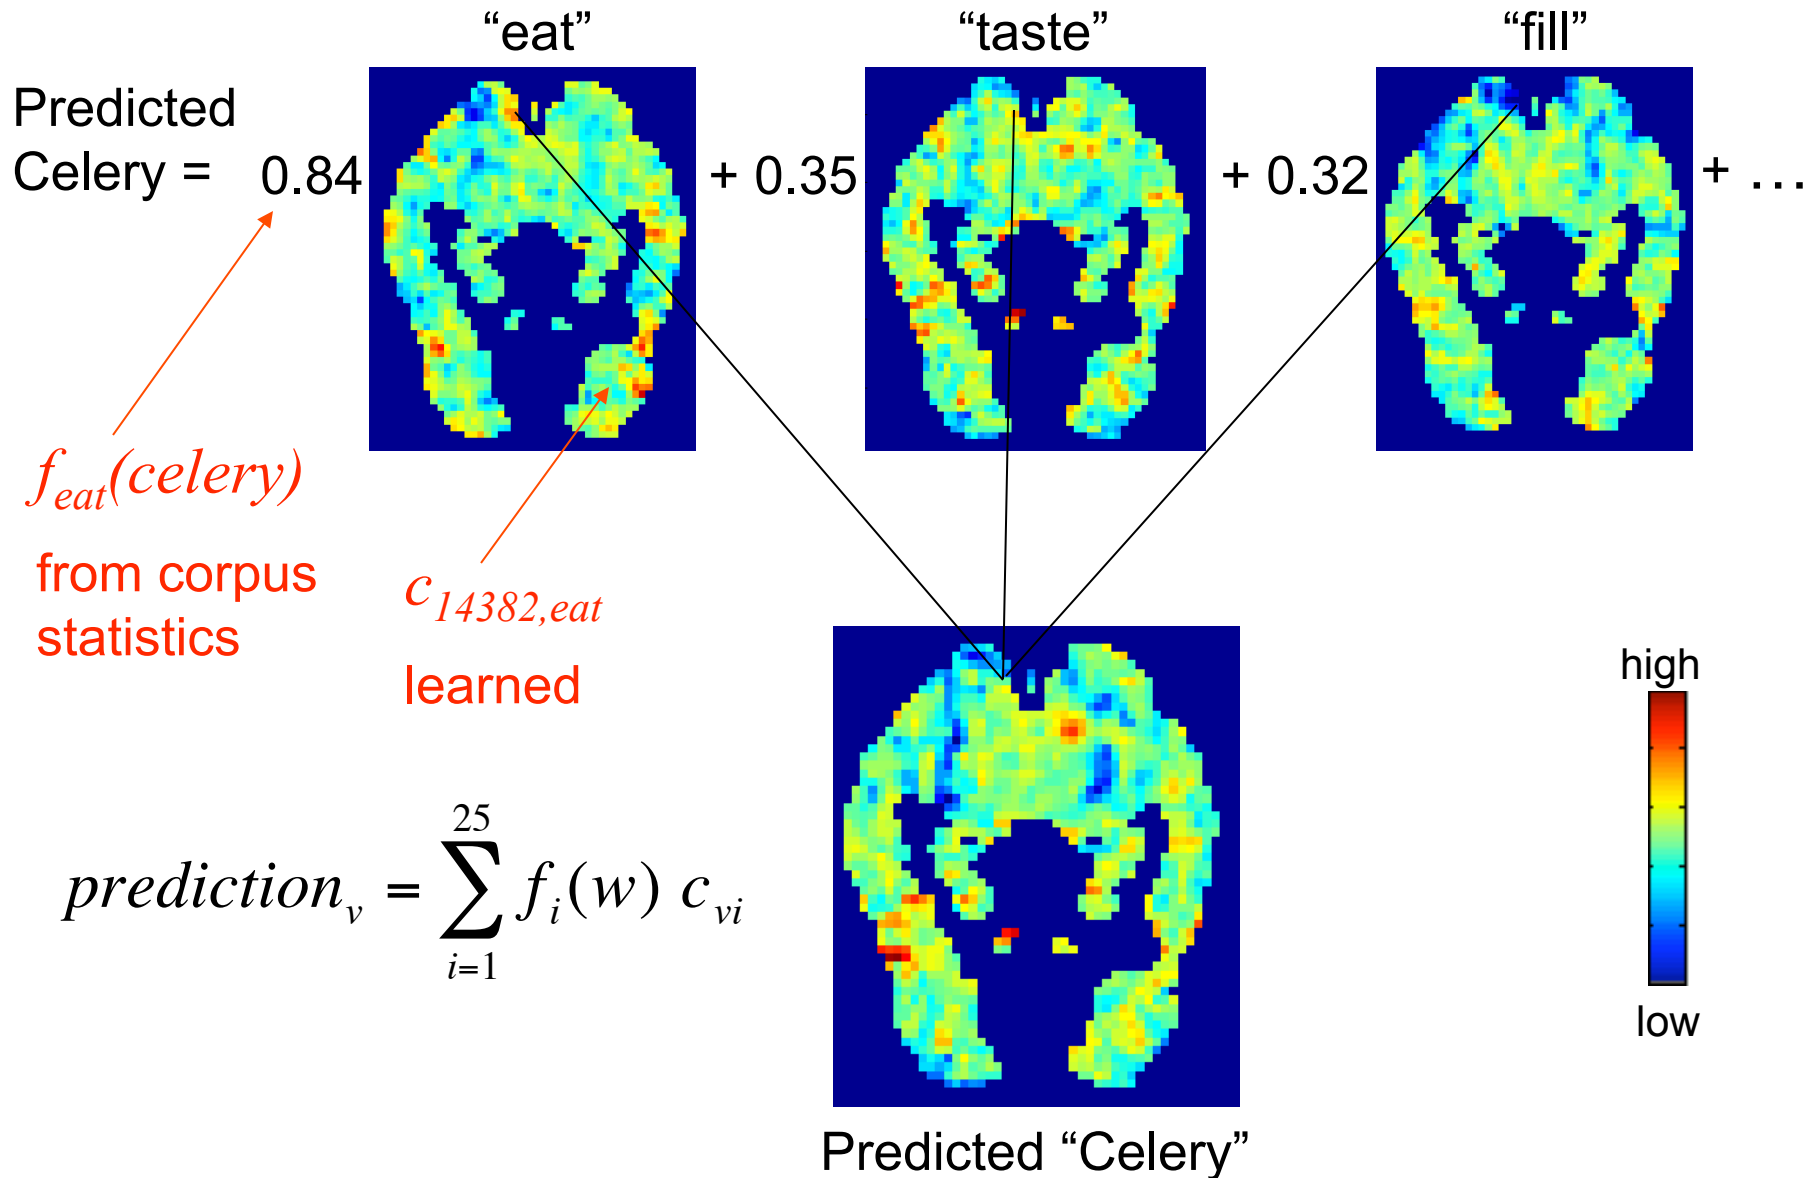 “eat” “taste” “fill”
Predicted
Celery = 0.84 + 0.35 + 0.32 + …
f_eat(celery)
from corpus
statistics
c_14382,eat
learned
high
low
prediction_v = ∑_{i=1}^{25} f_i(w) c_vi
Predicted “Celery”